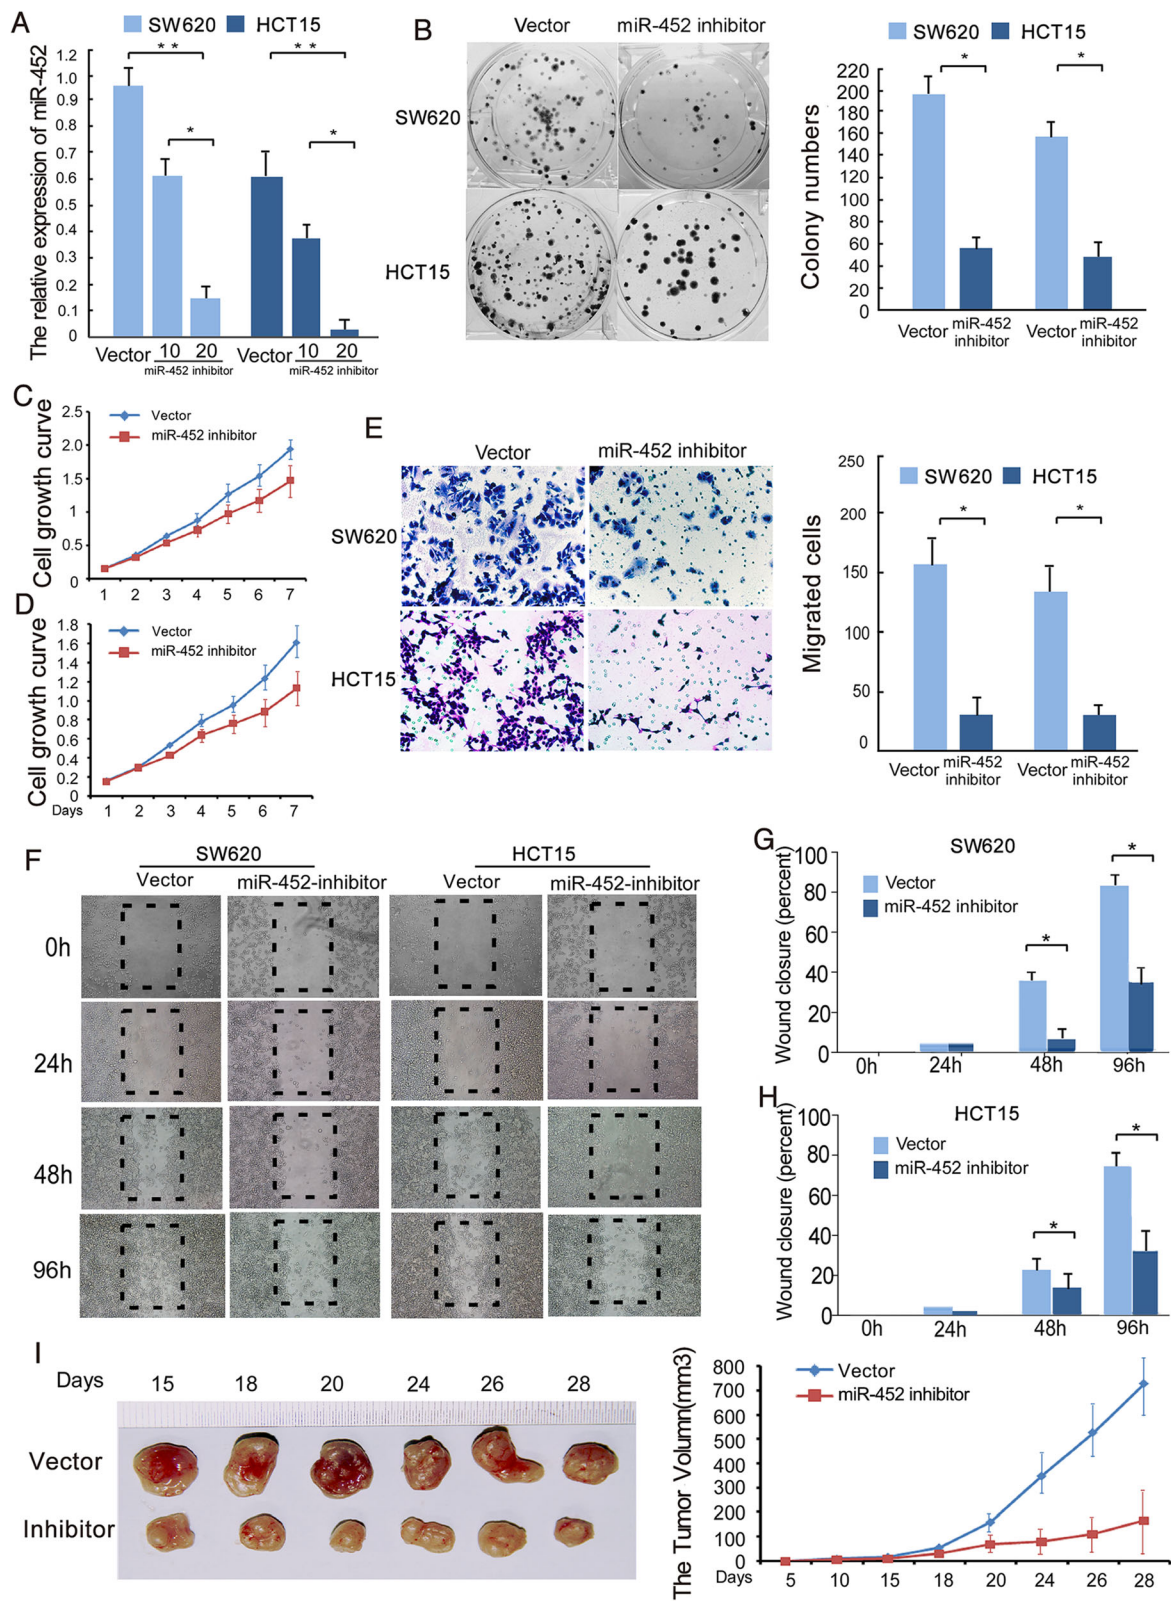 A
SW620 HCT15
The relative expression of miR-452
1.2
1.0
0.9
0.8
0.7
0.6
0.5
0.4
0.3
0.2
0.1
0
* *
*
* *
*
Vector 10 20 Vector 10 20
miR-452 inhibitor miR-452 inhibitor
B
Vector miR-452 inhibitor
SW620
HCT15
SW620 HCT15
Colony numbers
220
200
180
160
140
120
100
80
60
40
20
0
* *
Vector miR-452 inhibitor Vector miR-452 inhibitor
C
Cell growth curve
Vector
miR-452 inhibitor
2.5
2.0
1.5
1
0.5
0
1 2 3 4 5 6 7
D
Cell growth curve
Vector
miR-452 inhibitor
1.8
1.6
1.4
1.2
1.0
0.8
0.6
0.4
0.2
0
Days 1 2 3 4 5 6 7
E
Vector miR-452 inhibitor
SW620
HCT15
SW620 HCT15
Migrated cells
250
200
150
100
50
0
* *
Vector miR-452 inhibitor Vector miR-452 inhibitor
F
SW620 HCT15
Vector miR-452-inhibitor Vector miR-452-inhibitor
0h
24h
48h
96h
G
SW620
Wound closure (percent)
Vector
miR-452 inhibitor
100
80
60
40
20
0
* *
0h 24h 48h 96h
H
HCT15
Wound closure (percent)
Vector
miR-452 inhibitor
100
80
60
40
20
0
* *
0h 24h 48h 96h
I
Days 15 18 20 24 26 28
Vector
Inhibitor
The Tumor Volumn(mm3)
Vector
miR-452 inhibitor
800
700
600
500
400
300
200
100
0
Days 5 10 15 18 20 24 26 28